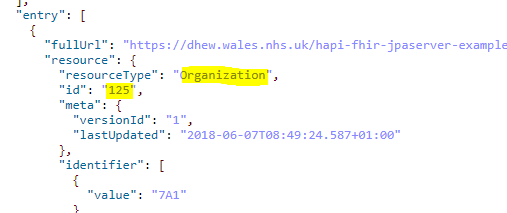 ],
"entry": [
{
"fullUrl": "https://dhew.wales.nhs.uk/hapi-fhir-jpaserver-example
"resource": {
"resourceType": "Organization",
"id": "125",
"meta": {
"versionId": "1",
"lastUpdated": "2018-06-07T08:49:24.587+01:00"
},
"identifier": [
{
"value": "7A1"
}